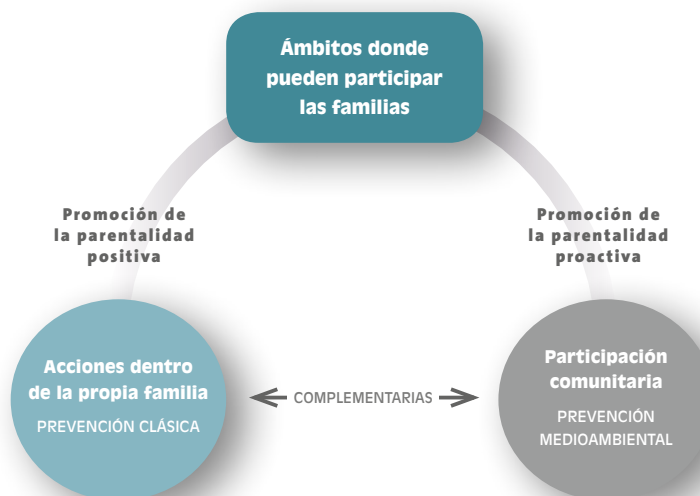 Ámbitos donde
pueden participar
las familias
Promoción de
la parentalidad
positiva
Promoción de
la parentalidad
proactiva
Acciones dentro
de la propia familia
PREVENCIÓN CLÁSICA
COMPLEMENTARIAS
Participación
comunitaria
PREVENCIÓN
MEDIOAMBIENTAL